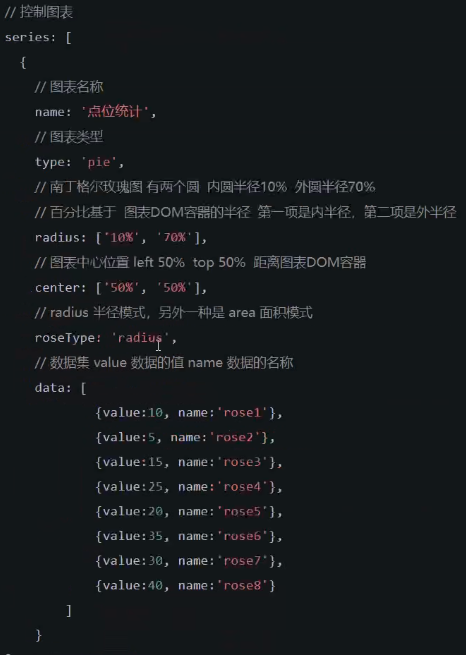 // 控制图表
series: [
{
// 图表名称
name: '点位统计',
// 图表类型
type: 'pie',
// 南丁格尔玫瑰图 有两个圆 内圆半径10% 外圆半径70%
// 百分比基于 图表DOM容器的半径 第一项是内半径，第二项是外半径
radius: ['10%', '70%'],
// 图表中心位置 left 50% top 50% 距离图表DOM容器
center: ['50%', '50%'],
// radius 半径模式，另外一种是 area 面积模式
roseType: 'radius',
// 数据集 value 数据的值 name 数据的名称
data: [
{value:10, name:'rose1'},
{value:5, name:'rose2'},
{value:15, name:'rose3'},
{value:25, name:'rose4'},
{value:20, name:'rose5'},
{value:35, name:'rose6'},
{value:30, name:'rose7'},
{value:40, name:'rose8'}
]
}